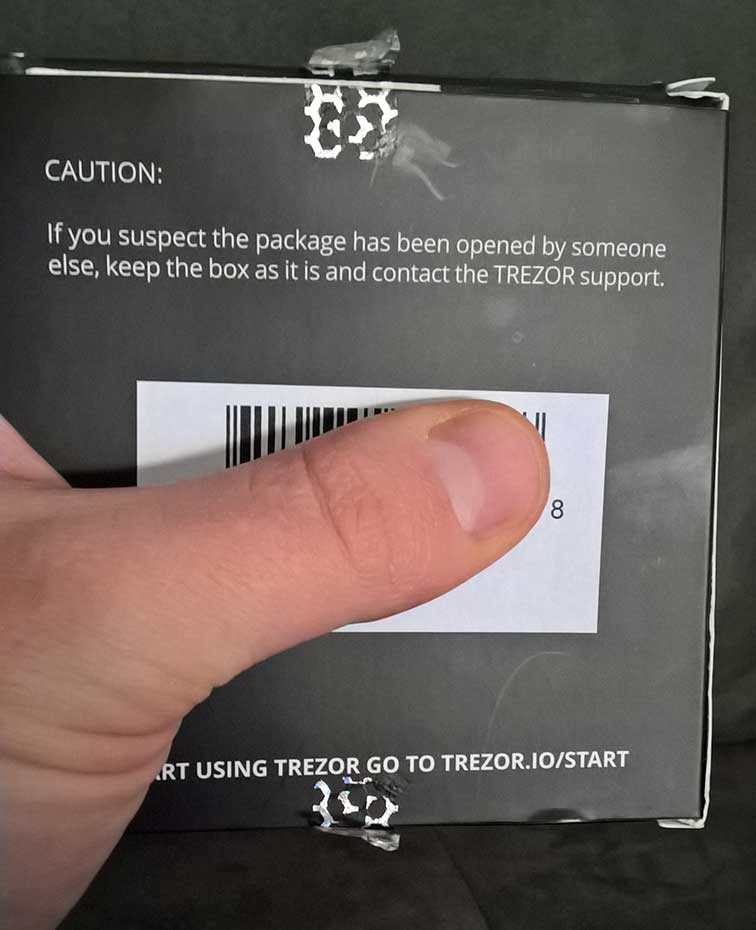 CAUTION:
If you suspect the package has been opened by someone
else, keep the box as it is and contact the TREZOR support.
8
USING TREZOR GO TO TREZOR.IO/START